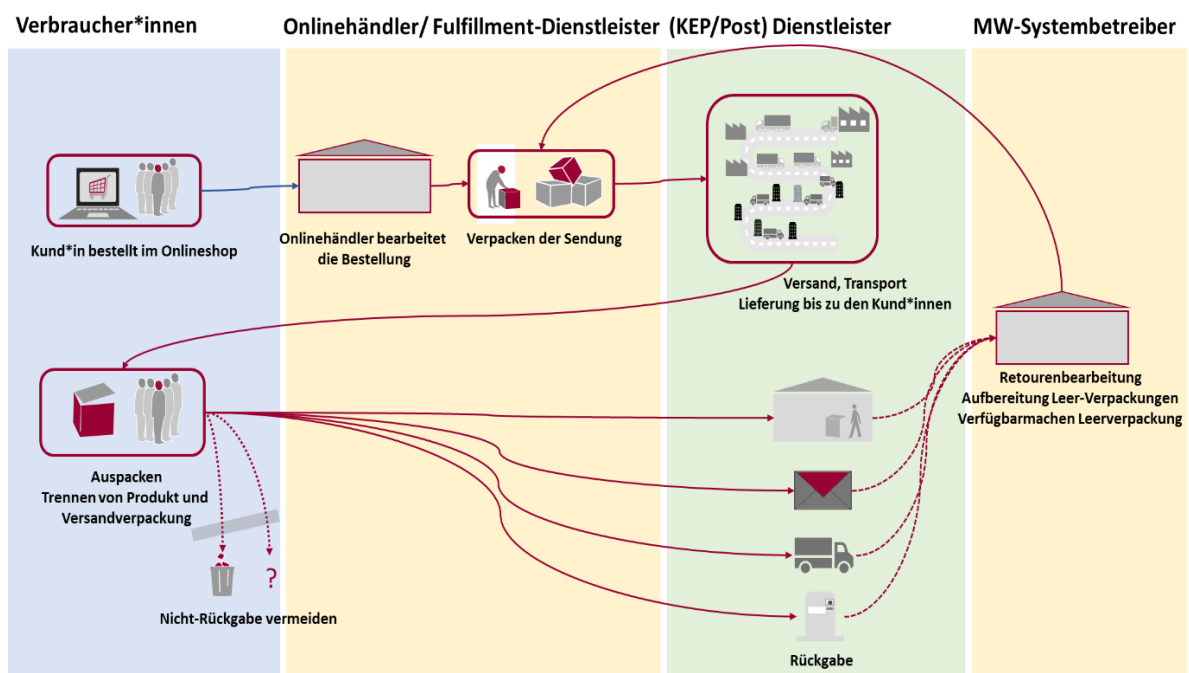 Verbraucher*innen
Onlinehändler/ Fulfillment-Dienstleister
(KEP/Post) Dienstleister
MW-Systembetreiber
Kund*in bestellt im Onlineshop
Onlinehändler bearbeitet
die Bestellung
Verpacken der Sendung
Versand, Transport
Lieferung bis zu den Kund*innen
Retourenbearbeitung
Aufbereitung Leer-Verpackungen
Verfügbarmachen Leerverpackung
Auspacken
Trennen von Produkt und
Versandverpackung
?
Nicht-Rückgabe vermeiden
Rückgabe